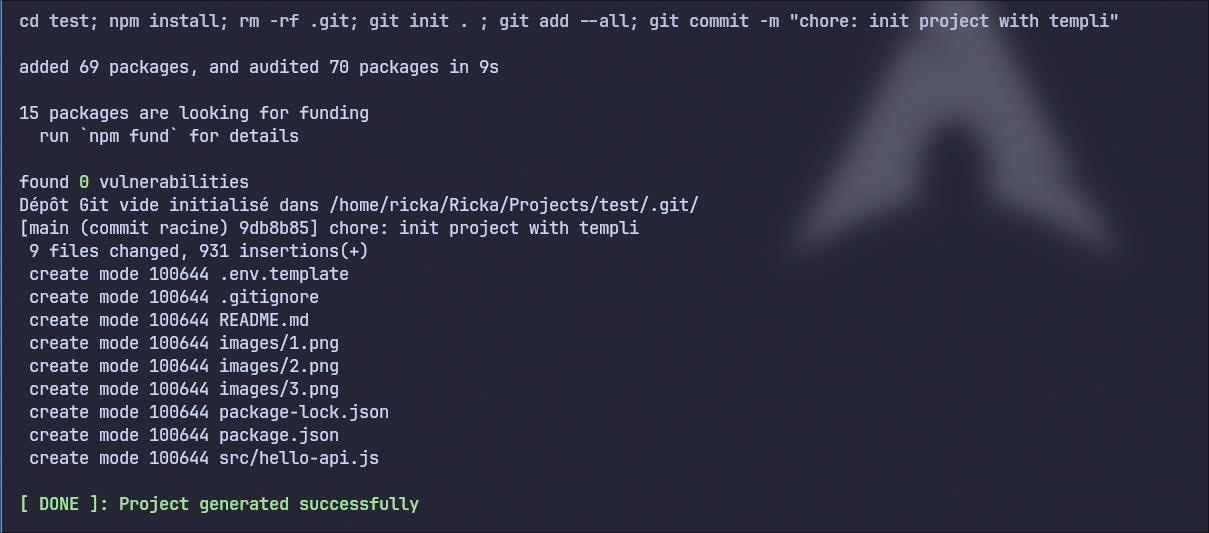 cd test; npm install; rm -rf .git; git init . ; git add --all; git commit -m "chore: init project with templi"
added 69 packages, and audited 70 packages in 9s
15 packages are looking for funding
run `npm fund` for details
found 0 vulnerabilities
Dépôt Git vide initialisé dans /home/ricka/Ricka/Projects/test/.git/
[main (commit racine) 9db8b85] chore: init project with templi
9 files changed, 931 insertions(+)
create mode 100644 .env.template
create mode 100644 .gitignore
create mode 100644 README.md
create mode 100644 images/1.png
create mode 100644 images/2.png
create mode 100644 images/3.png
create mode 100644 package-lock.json
create mode 100644 package.json
create mode 100644 src/hello-api.js
[ DONE ]: Project generated successfully